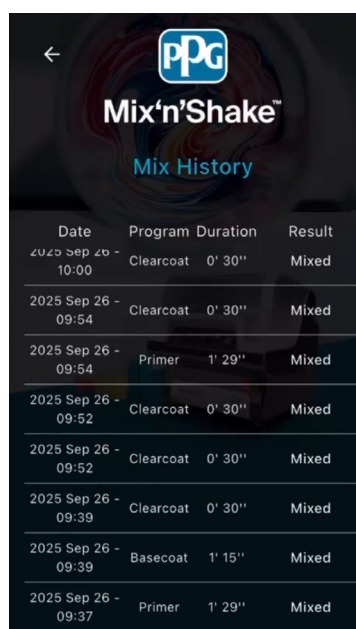 PPG
Mix'n'Shake™
Mix History
Date Program Duration Result
2025 Sep 26 -
10:00 Clearcoat 0' 30'' Mixed
2025 Sep 26 -
09:54 Clearcoat 0' 30'' Mixed
2025 Sep 26 -
09:54 Primer 1' 29'' Mixed
2025 Sep 26 -
09:52 Clearcoat 0' 30'' Mixed
2025 Sep 26 -
09:52 Clearcoat 0' 30'' Mixed
2025 Sep 26 -
09:39 Clearcoat 0' 30'' Mixed
2025 Sep 26 -
09:39 Basecoat 1' 15'' Mixed
2025 Sep 26 -
09:37 Primer 1' 29'' Mixed